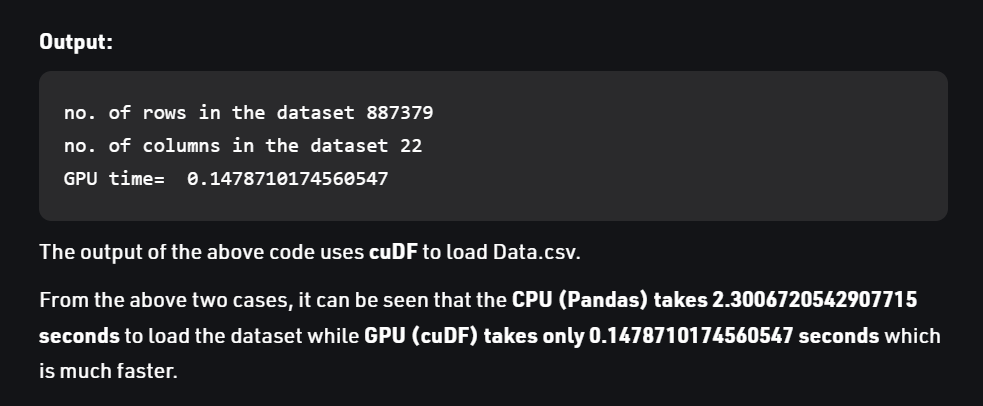 Output:
no. of rows in the dataset 887379
no. of columns in the dataset 22
GPU time=  0.1478710174560547
The output of the above code uses cuDF to load Data.csv.
From the above two cases, it can be seen that the CPU (Pandas) takes 2.3006720542907715
seconds to load the dataset while GPU (cuDF) takes only 0.1478710174560547 seconds which
is much faster.